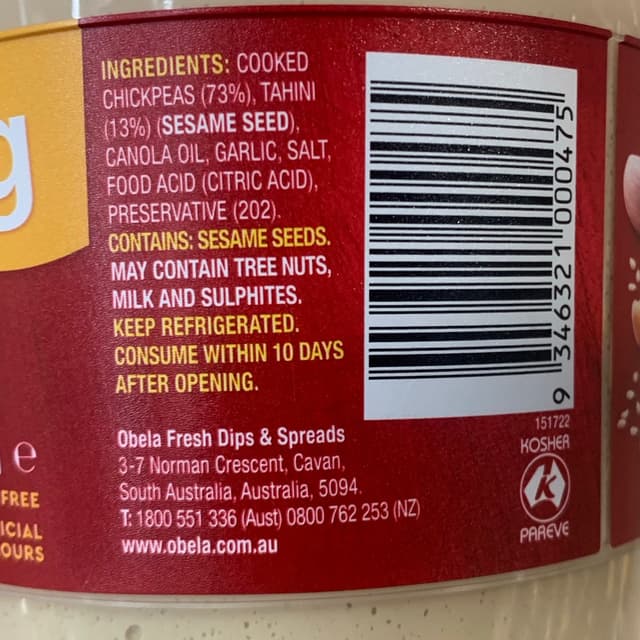 g
INGREDIENTS: COOKED
CHICKPEAS (73%), TAHINI
(13%) (SESAME SEED),
CANOLA OIL, GARLIC, SALT,
FOOD ACID (CITRIC ACID),
PRESERVATIVE (202).
CONTAINS: SESAME SEEDS.
MAY CONTAIN TREE NUTS,
MILK AND SULPHITES.
KEEP REFRIGERATED.
CONSUME WITHIN 10 DAYS
AFTER OPENING.
Obela Fresh Dips & Spreads
3-7 Norman Crescent, Cavan,
South Australia, Australia, 5094.
T: 1800 551 336 (Aust) 0800 762 253 (NZ)
www.obela.com.au
9 346321 000475
151722
KOSHER
K
PAREVE
e
FREE
ICIAL
OURS